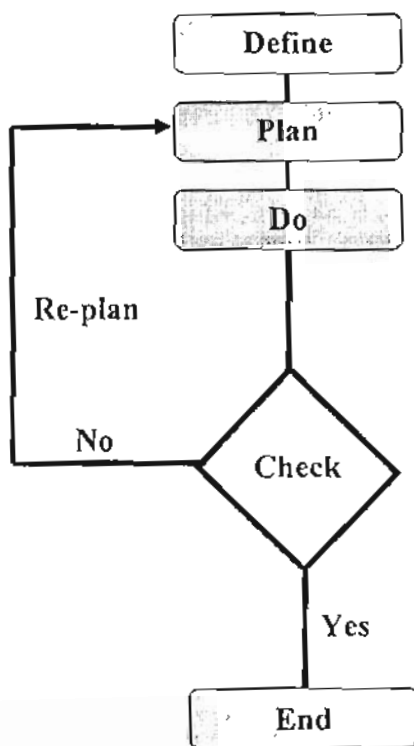 Define
Plan
Do
Re-plan
No
Check
Yes
End